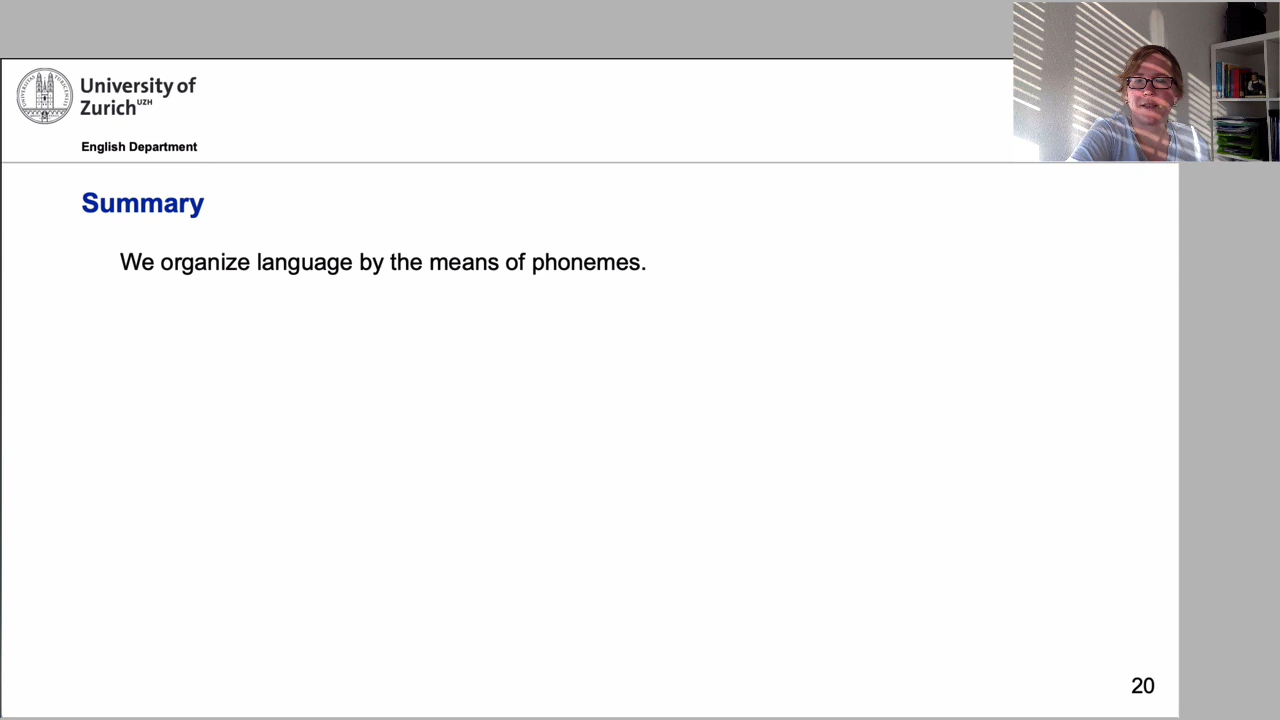 University of
Zurich UZH
English Department
Summary
We organize language by the means of phonemes.
20